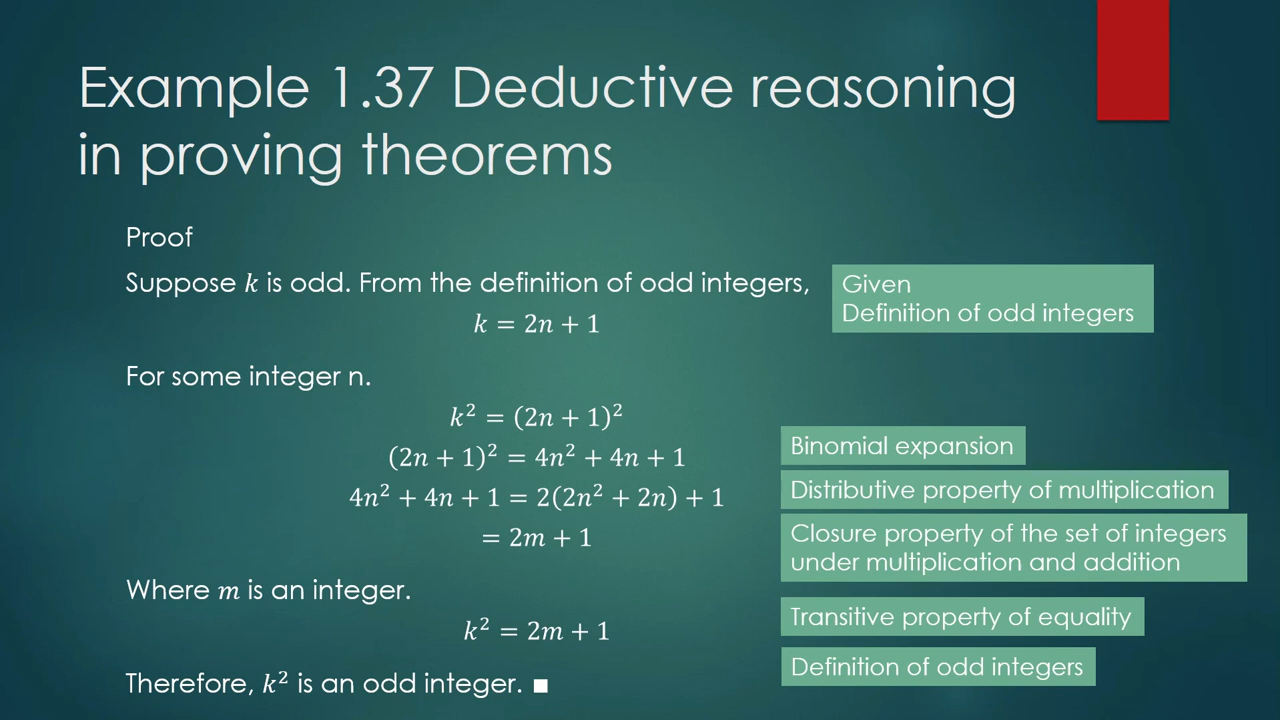 Example 1.37 Deductive reasoning
in proving theorems
Proof
Suppose 𝑘 is odd. From the definition of odd integers,
Given
Definition of odd integers
𝑘 = 2𝑛 + 1
For some integer n.
𝑘² = (2𝑛 + 1)²
(2𝑛 + 1)² = 4𝑛² + 4𝑛 + 1
Binomial expansion
4𝑛² + 4𝑛 + 1 = 2(2𝑛² + 2𝑛) + 1
Distributive property of multiplication
= 2𝑚 + 1
Closure property of the set of integers
under multiplication and addition
Where 𝑚 is an integer.
𝑘² = 2𝑚 + 1
Transitive property of equality
Therefore, 𝑘² is an odd integer. ■
Definition of odd integers